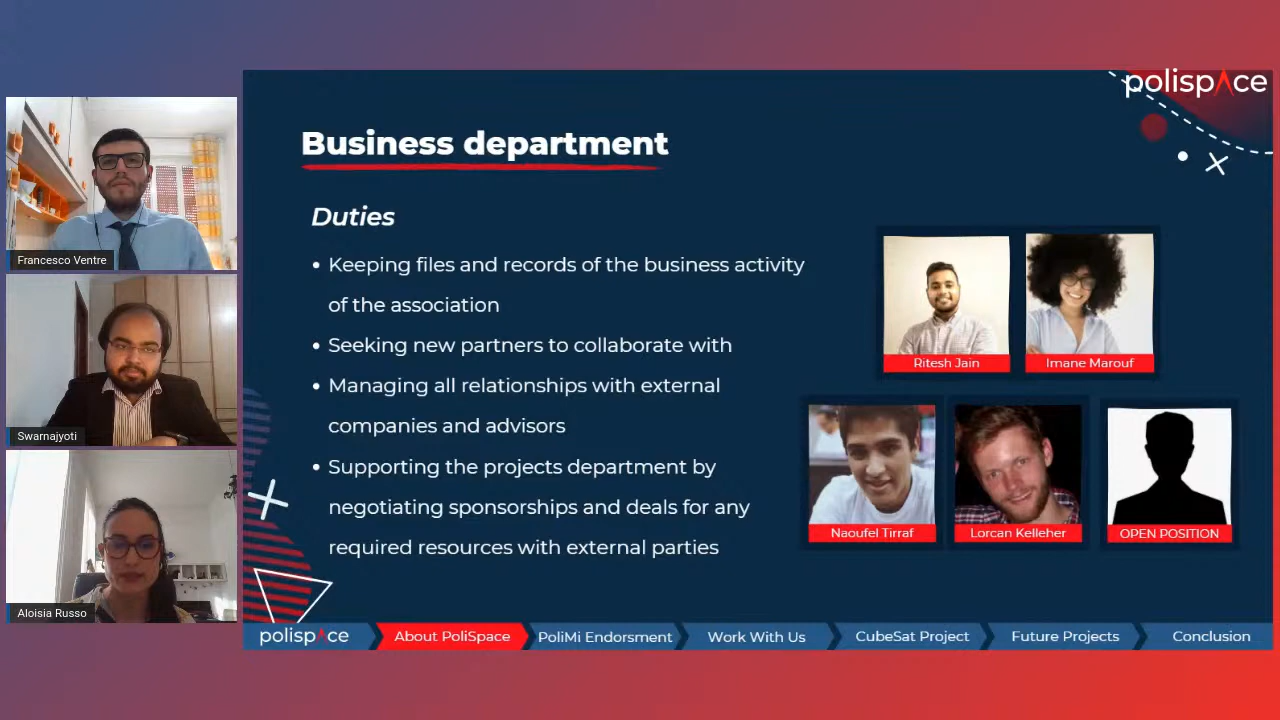 polispace
Business department
Duties
• Keeping files and records of the business activity
of the association
• Seeking new partners to collaborate with
• Managing all relationships with external
companies and advisors
• Supporting the projects department by
negotiating sponsorships and deals for any
required resources with external parties
Francesco Ventre
Swarnajyoti
Aloisia Russo
Ritesh Jain
Imane Marouf
Naoufel Tirraf
Lorcan Kelleher
OPEN POSITION
polispace
About PoliSpace
PoliMi Endorsment
Work With Us
CubeSat Project
Future Projects
Conclusion